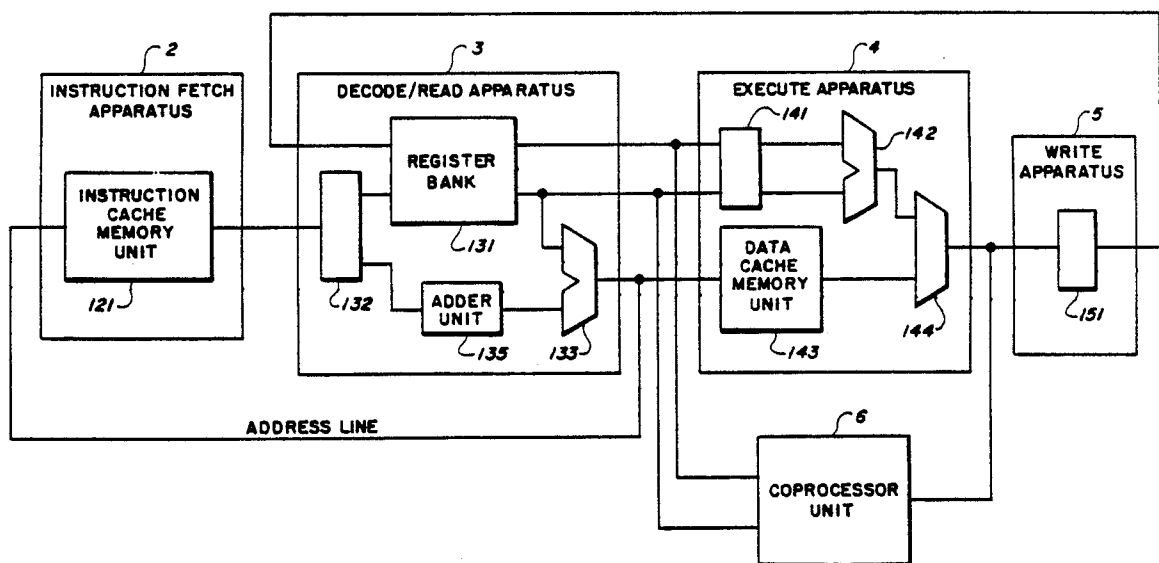 2
3
4
5
INSTRUCTION FETCH
APPARATUS
INSTRUCTION
CACHE
MEMORY
UNIT
121
DECODE/READ APPARATUS
REGISTER
BANK
131
132
ADDER
UNIT
135
133
EXECUTE APPARATUS
141
142
DATA
CACHE
MEMORY
UNIT
143
144
WRITE
APPARATUS
151
ADDRESS LINE
6
COPROCESSOR
UNIT